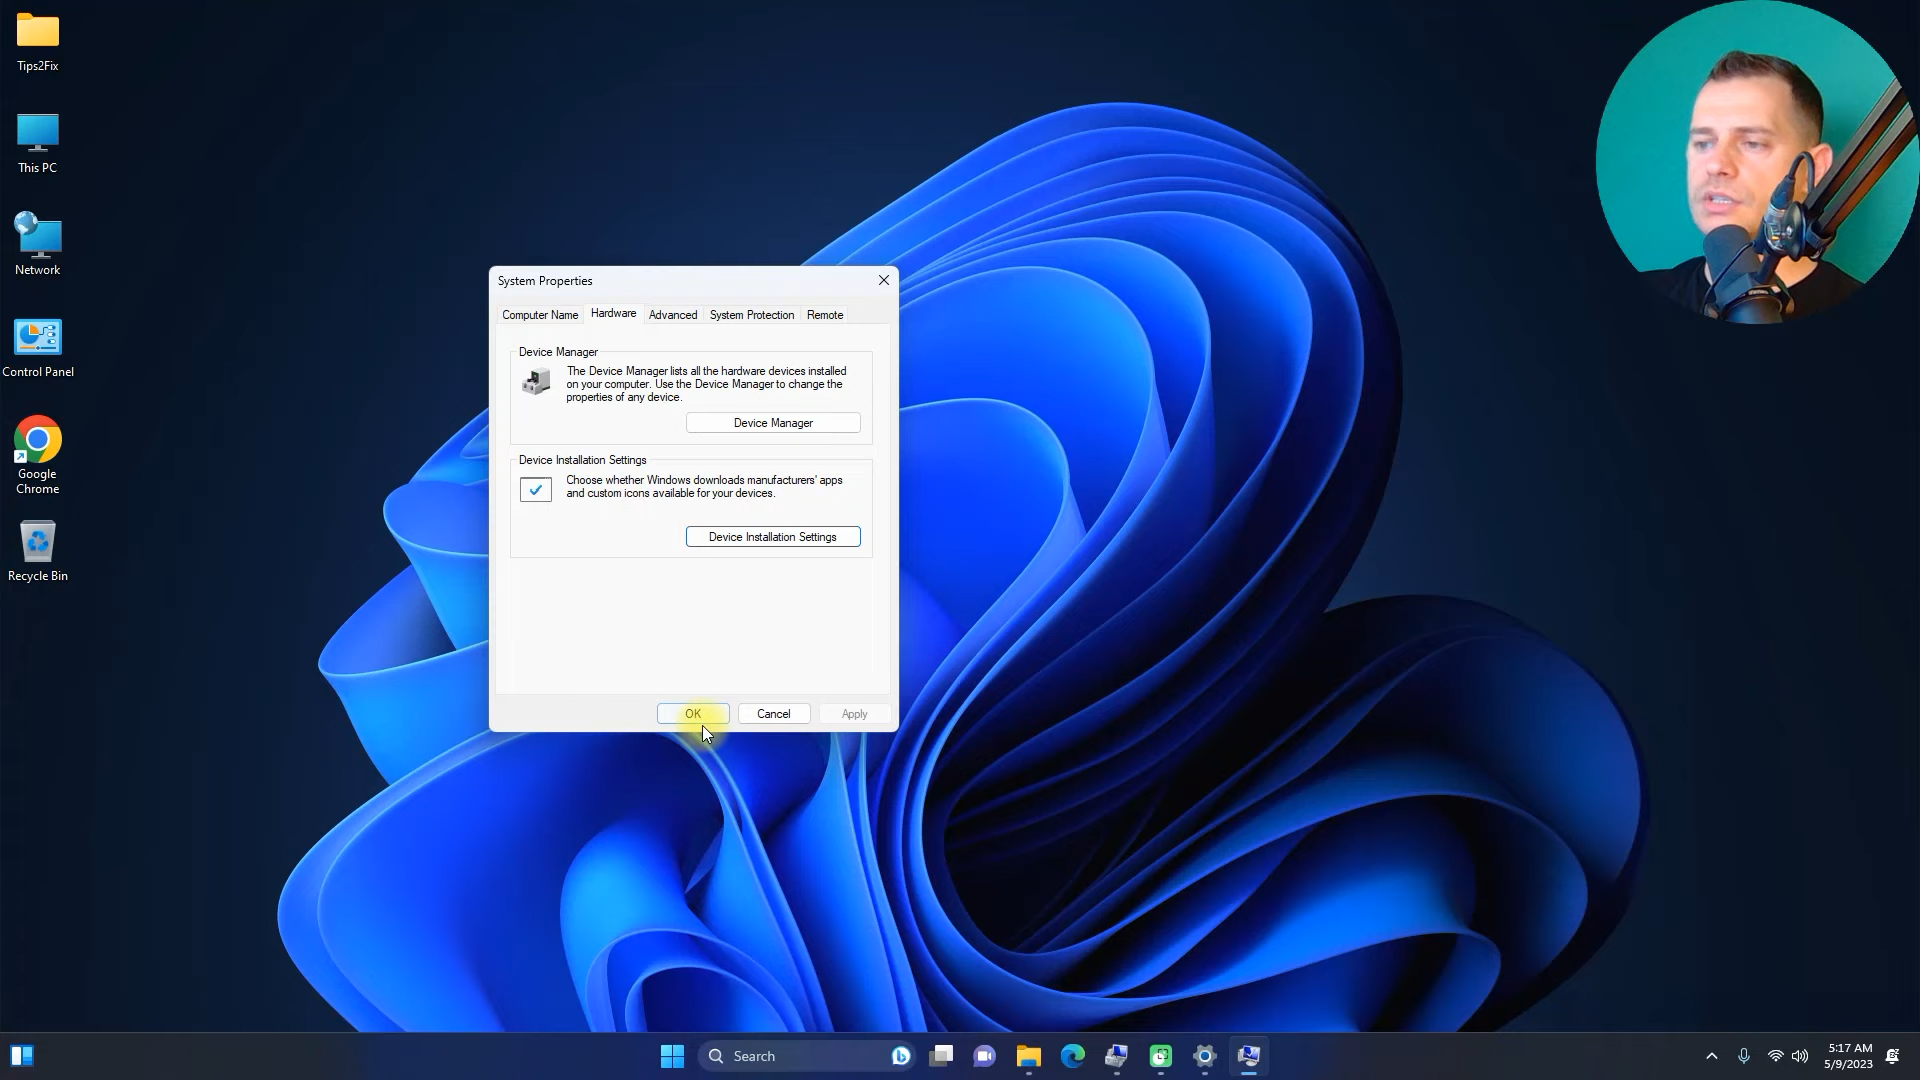 Tips2Fix
This PC
Network
Control Panel
Google
Chrome
Recycle Bin
System Properties
Computer Name
Hardware
Advanced
System Protection
Remote
Device Manager
The Device Manager lists all the hardware devices installed
on your computer. Use the Device Manager to change the
properties of any device.
Device Manager
Device Installation Settings
Choose whether Windows downloads manufacturers' apps
and custom icons available for your devices.
Device Installation Settings
OK
Cancel
Apply
Search
5:17 AM
5/9/2023